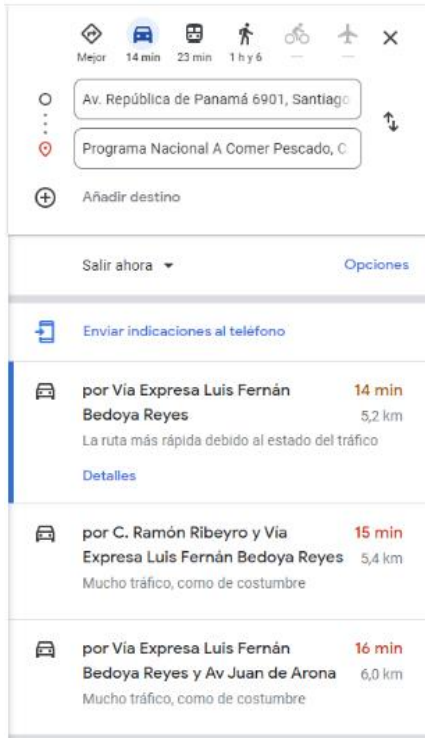 Mejor 14 min 23 min 1 h y 6 — —
Av. República de Panamá 6901, Santiago
Programa Nacional A Comer Pescado, C
Añadir destino
Salir ahora Opciones
Enviar indicaciones al teléfono
por Vía Expresa Luis Fernán 14 min
Bedoya Reyes 5,2 km
La ruta más rápida debido al estado del tráfico
Detalles
por C. Ramón Ribeyro y Vía 15 min
Expresa Luis Fernán Bedoya Reyes 5,4 km
Mucho tráfico, como de costumbre
por Vía Expresa Luis Fernán 16 min
Bedoya Reyes y Av Juan de Arona 6,0 km
Mucho tráfico, como de costumbre